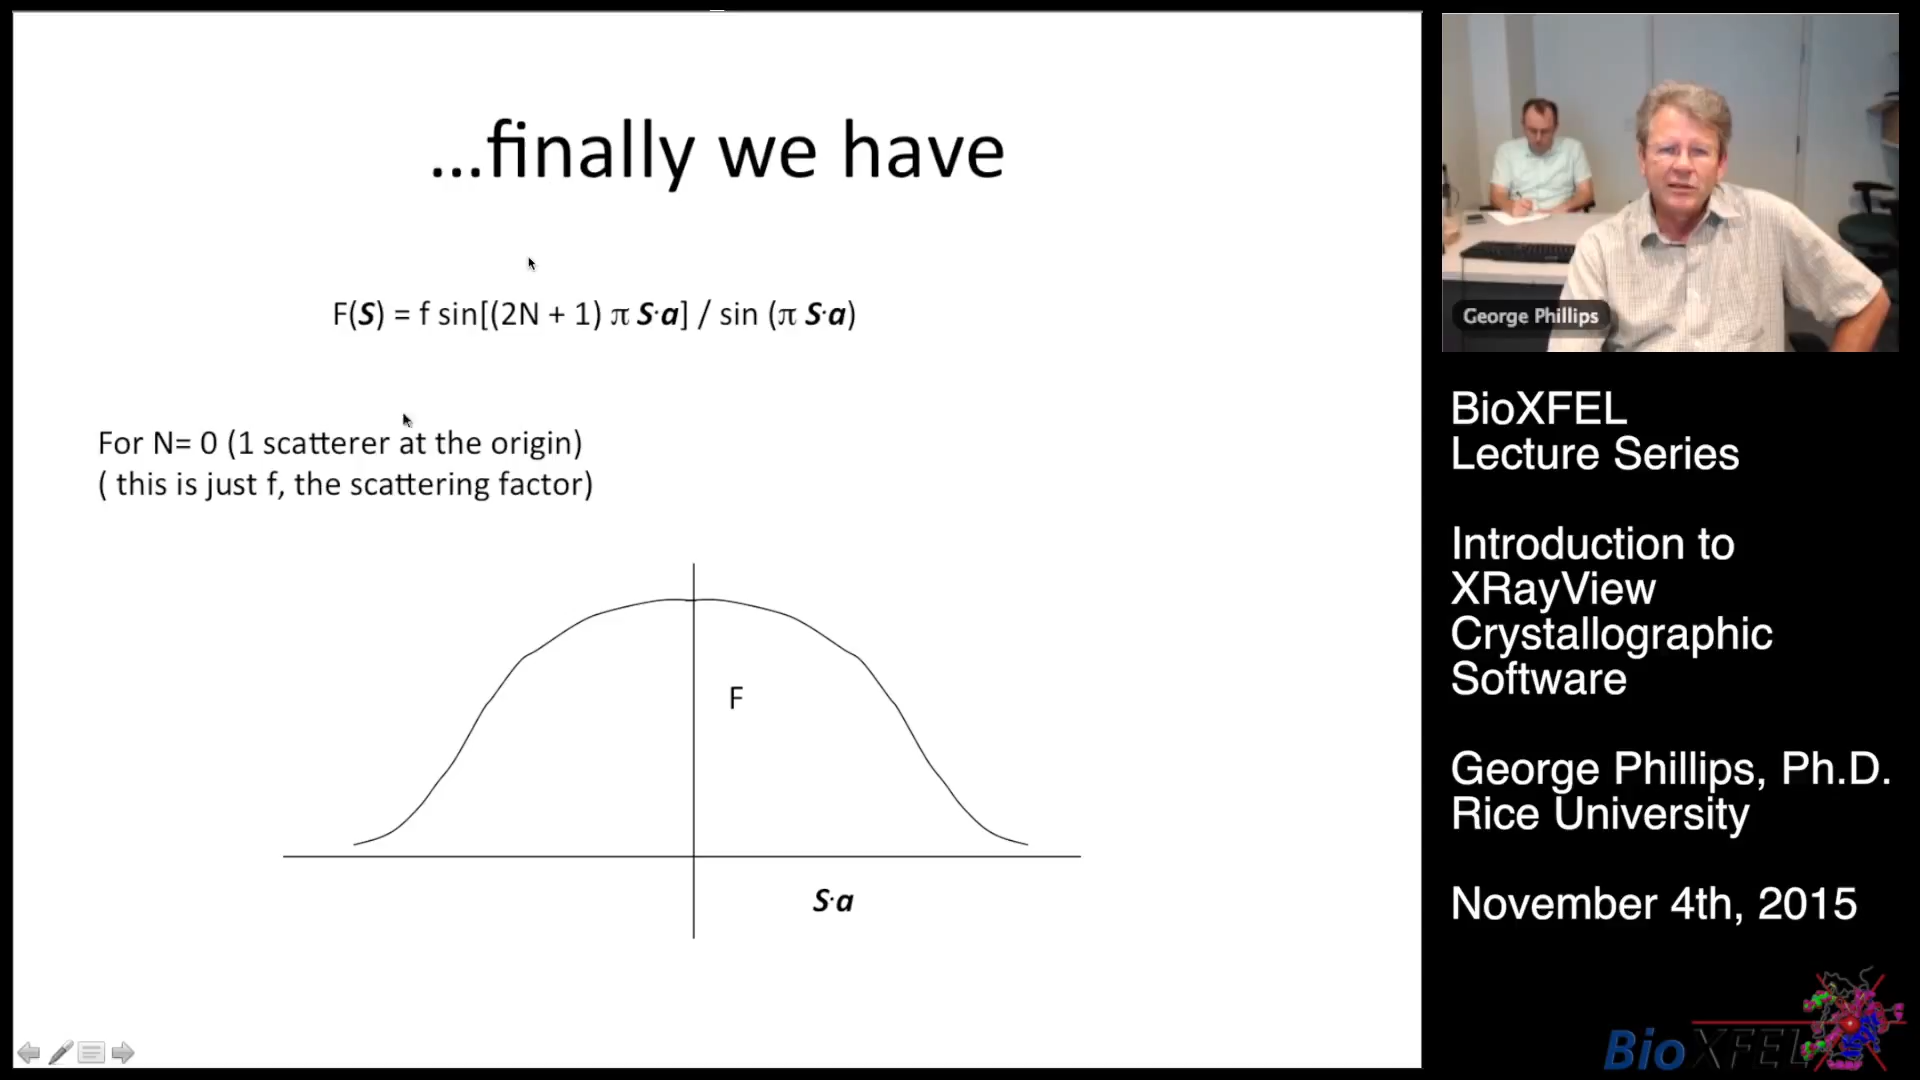 ...finally we have
F(S) = f sin[(2N + 1) π S·a] / sin (π S·a)
For N= 0 (1 scatterer at the origin)
( this is just f, the scattering factor)
F
S·a
George Phillips
BioXFEL
Lecture Series
Introduction to
XRayView
Crystallographic
Software
George Phillips, Ph.D.
Rice University
November 4th, 2015
BioXFEL